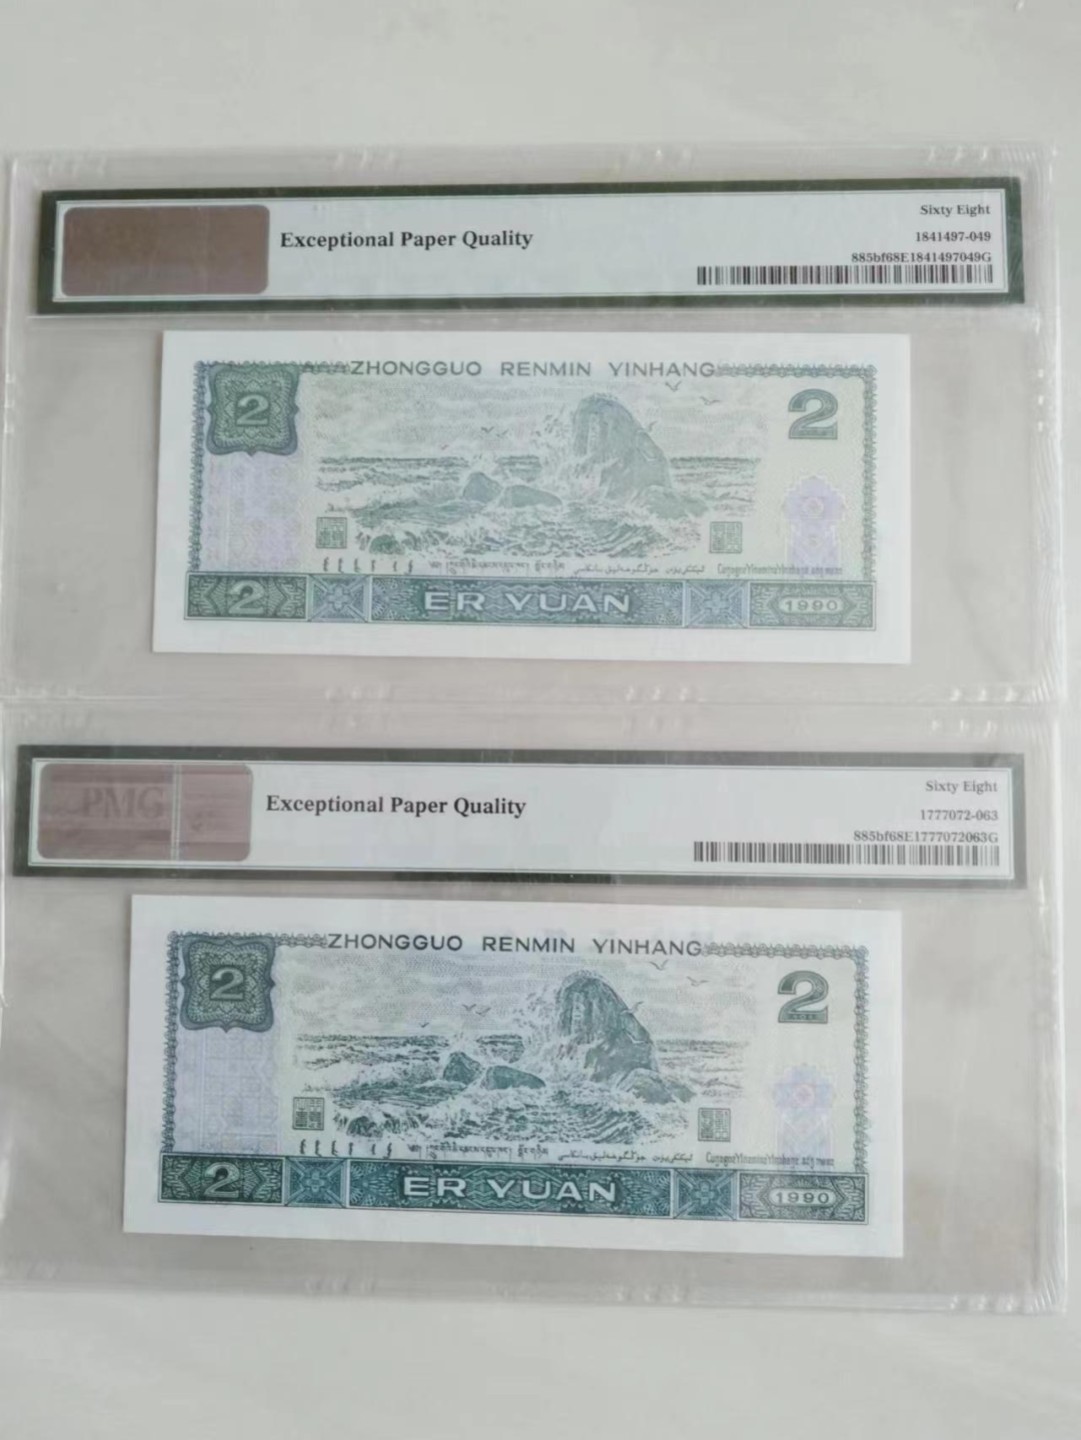 Sixty Eight
Exceptional Paper Quality
1841497-049
885bf68E1841497049G
ZHONGGUO RENMIN YINHANG
2 2
2 ER YUAN 1990
Sixty Eight
PMG
Exceptional Paper Quality
1777072-063
885bf68E1777072063G
ZHONGGUO RENMIN YINHANG
2 2
2 ER YUAN 1990